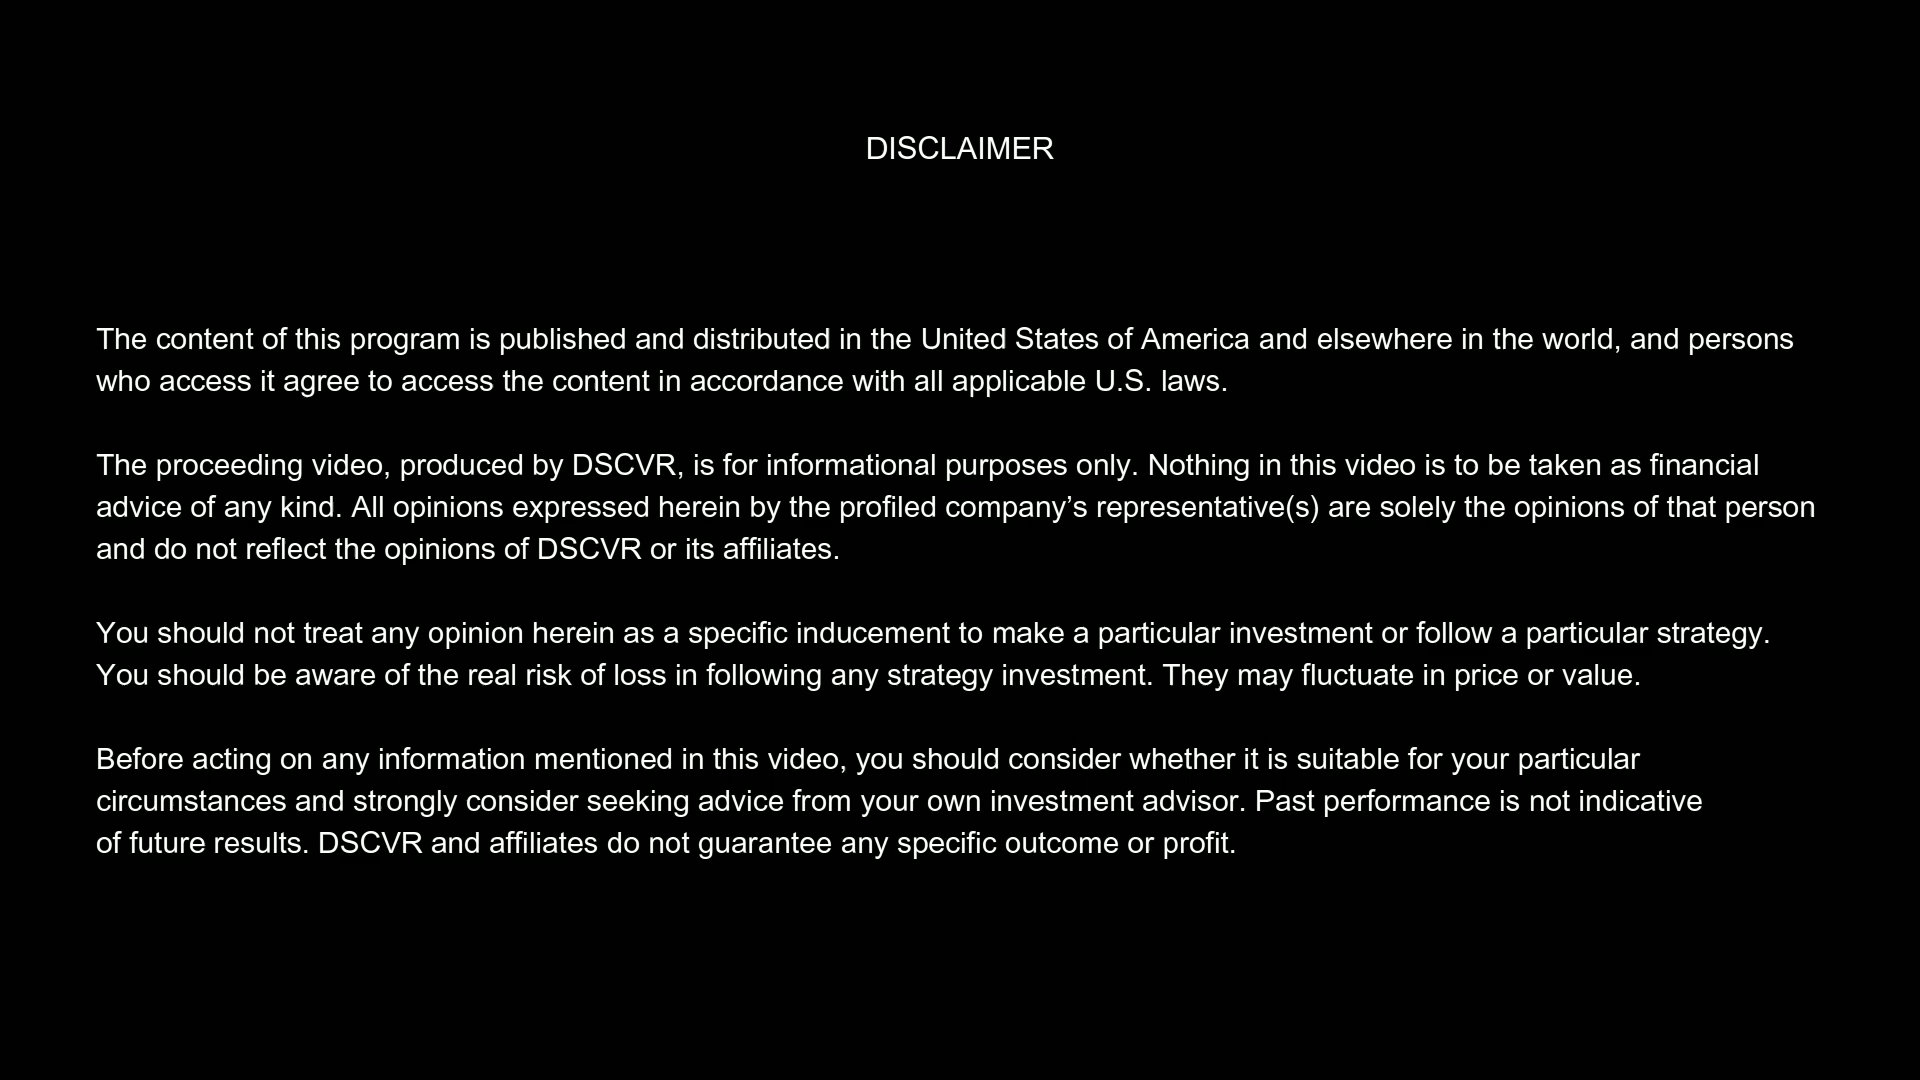 DISCLAIMER
The content of this program is published and distributed in the United States of America and elsewhere in the world, and persons
who access it agree to access the content in accordance with all applicable U.S. laws.
The proceeding video, produced by DSCVR, is for informational purposes only. Nothing in this video is to be taken as financial
advice of any kind. All opinions expressed herein by the profiled company’s representative(s) are solely the opinions of that person
and do not reflect the opinions of DSCVR or its affiliates.
You should not treat any opinion herein as a specific inducement to make a particular investment or follow a particular strategy.
You should be aware of the real risk of loss in following any strategy investment. They may fluctuate in price or value.
Before acting on any information mentioned in this video, you should consider whether it is suitable for your particular
circumstances and strongly consider seeking advice from your own investment advisor. Past performance is not indicative
of future results. DSCVR and affiliates do not guarantee any specific outcome or profit.